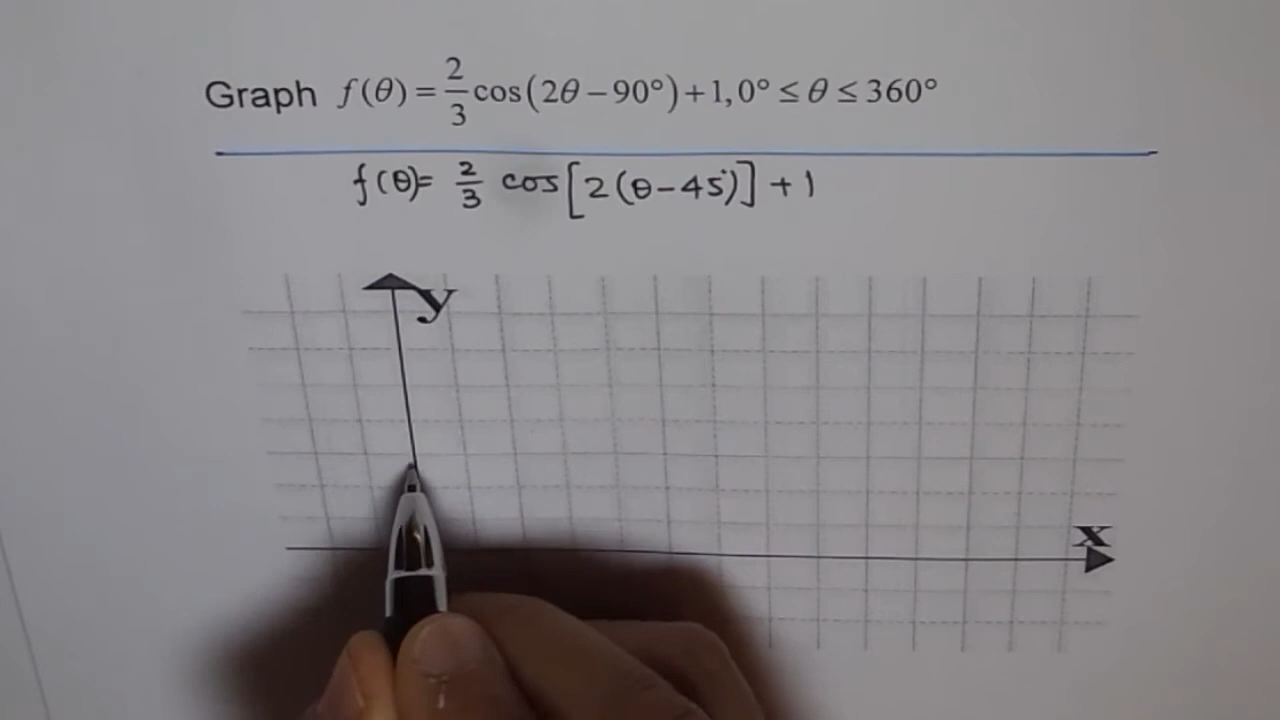 Graph f(θ) = 2/3 cos(2θ − 90°) + 1, 0° ≤ θ ≤ 360°
f(θ) = 2/3 cos[2(θ − 45°)] + 1
y
x